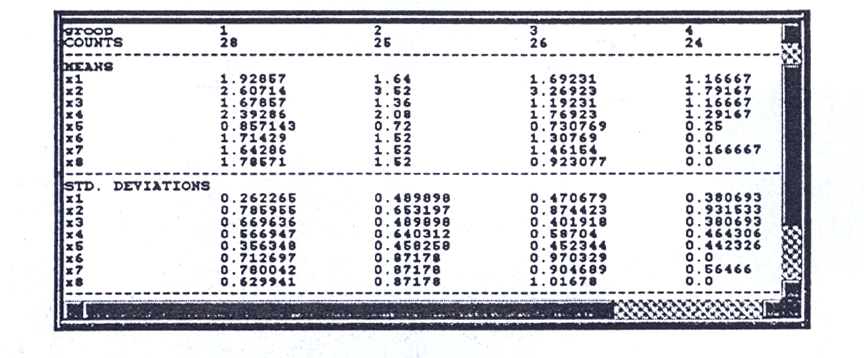 group 1 2 3 4
COUNTS 28 25 26 24
MEANS
x1 1.92857 1.64 1.69231 1.16667
x2 2.60714 3.52 3.26923 1.79167
x3 1.67857 1.36 1.19231 1.16667
x4 2.39286 2.08 1.76923 1.29167
x5 0.857143 0.72 0.730769 0.25
x6 1.71429 1.52 1.30769 0.0
x7 1.64286 1.52 1.46154 0.166667
x8 1.78571 1.52 0.923077 0.0
STD. DEVIATIONS
x1 0.262265 0.489898 0.470679 0.380693
x2 0.785955 0.653197 0.874423 0.931533
x3 0.669636 0.489898 0.401918 0.380693
x4 0.566947 0.640312 0.58704 0.464306
x5 0.356348 0.458258 0.452344 0.442326
x6 0.712697 0.87178 0.970329 0.0
x7 0.780042 0.87178 0.904689 0.56466
x8 0.629941 0.87178 1.01678 0.0